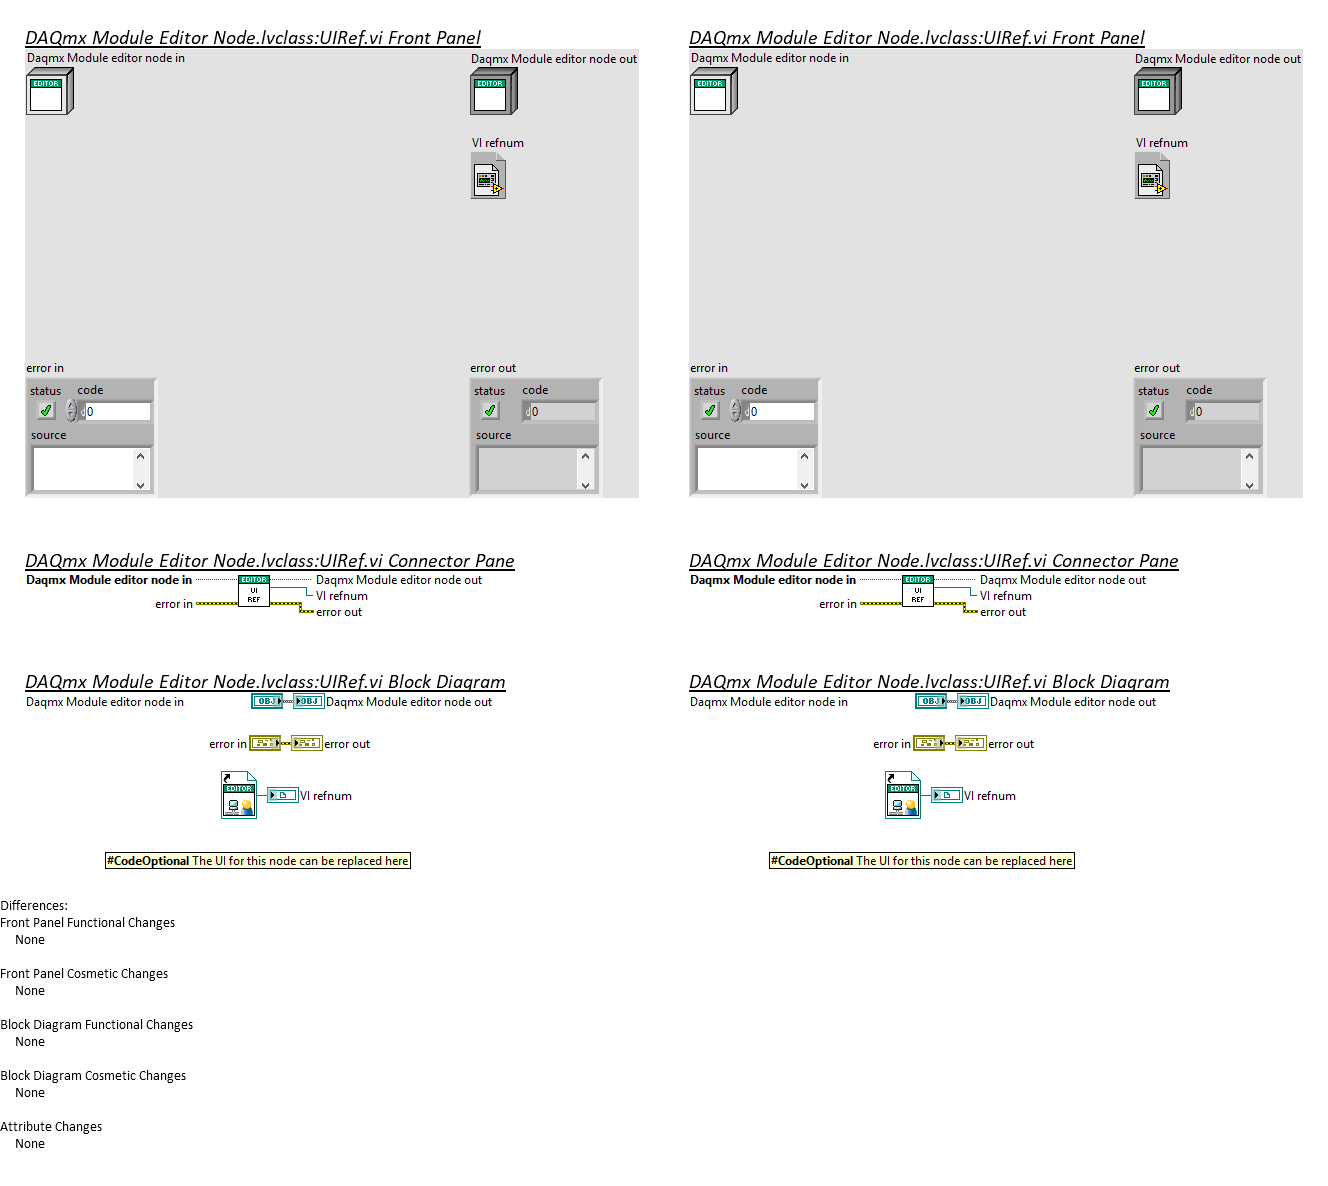 DAQmx Module Editor Node.lvclass:UIRef.vi Front Panel
Daqmx Module editor node in
Daqmx Module editor node out
EDITOR
EDITOR
VI refnum
error in
error out
status code
0
source
status code
0
source
DAQmx Module Editor Node.lvclass:UIRef.vi Front Panel
Daqmx Module editor node in
Daqmx Module editor node out
EDITOR
EDITOR
VI refnum
error in
error out
status code
0
source
status code
0
source
DAQmx Module Editor Node.lvclass:UIRef.vi Connector Pane
Daqmx Module editor node in
EDITOR
UI
REF
Daqmx Module editor node out
VI refnum
error in
error out
DAQmx Module Editor Node.lvclass:UIRef.vi Connector Pane
Daqmx Module editor node in
EDITOR
UI
REF
Daqmx Module editor node out
VI refnum
error in
error out
DAQmx Module Editor Node.lvclass:UIRef.vi Block Diagram
Daqmx Module editor node in
OBJ
OBJ
Daqmx Module editor node out
error in
error out
EDITOR
VI refnum
#CodeOptional The UI for this node can be replaced here
DAQmx Module Editor Node.lvclass:UIRef.vi Block Diagram
Daqmx Module editor node in
OBJ
OBJ
Daqmx Module editor node out
error in
error out
EDITOR
VI refnum
#CodeOptional The UI for this node can be replaced here
Differences:
Front Panel Functional Changes
None
Front Panel Cosmetic Changes
None
Block Diagram Functional Changes
None
Block Diagram Cosmetic Changes
None
Attribute Changes
None